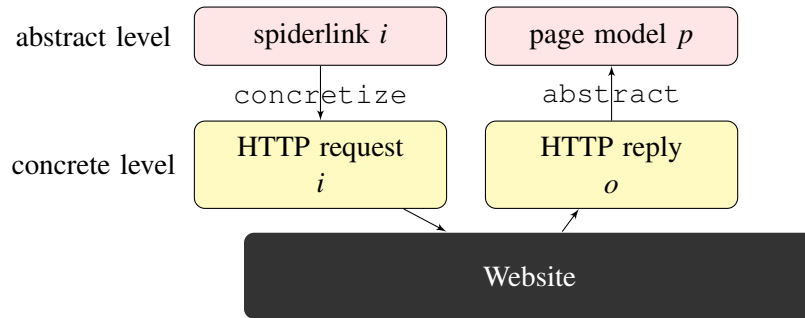 abstract level
spiderlink i
page model p
concretize
abstract
concrete level
HTTP request
i
HTTP reply
o
Website